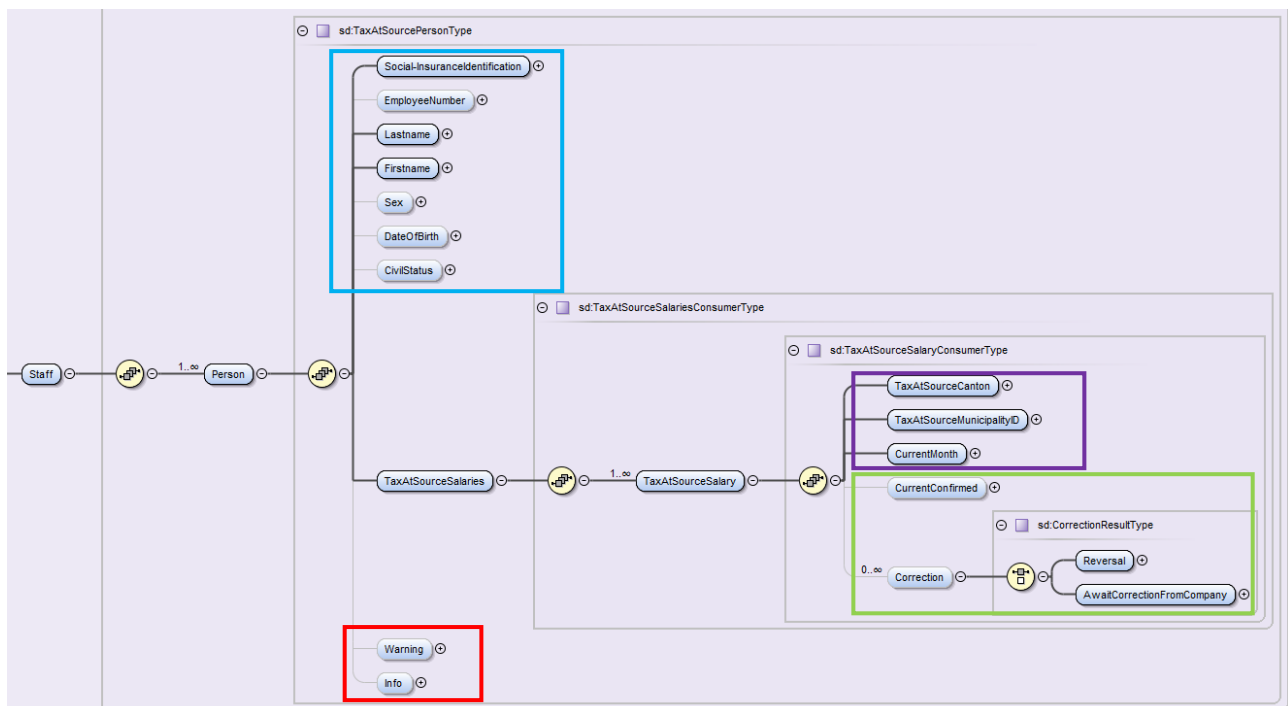 sd:TaxAtSourcePersonType
Social-InsuranceIdentification
EmployeeNumber
Lastname
Firstname
Sex
DateOfBirth
CivilStatus
sd:TaxAtSourceSalariesConsumerType
sd:TaxAtSourceSalaryConsumerType
Staff
1..∞
Person
TaxAtSourceCanton
TaxAtSourceMunicipalityID
CurrentMonth
TaxAtSourceSalaries
1..∞
TaxAtSourceSalary
CurrentConfirmed
sd:CorrectionResultType
0..∞
Correction
Reversal
AwaitCorrectionFromCompany
Warning
Info